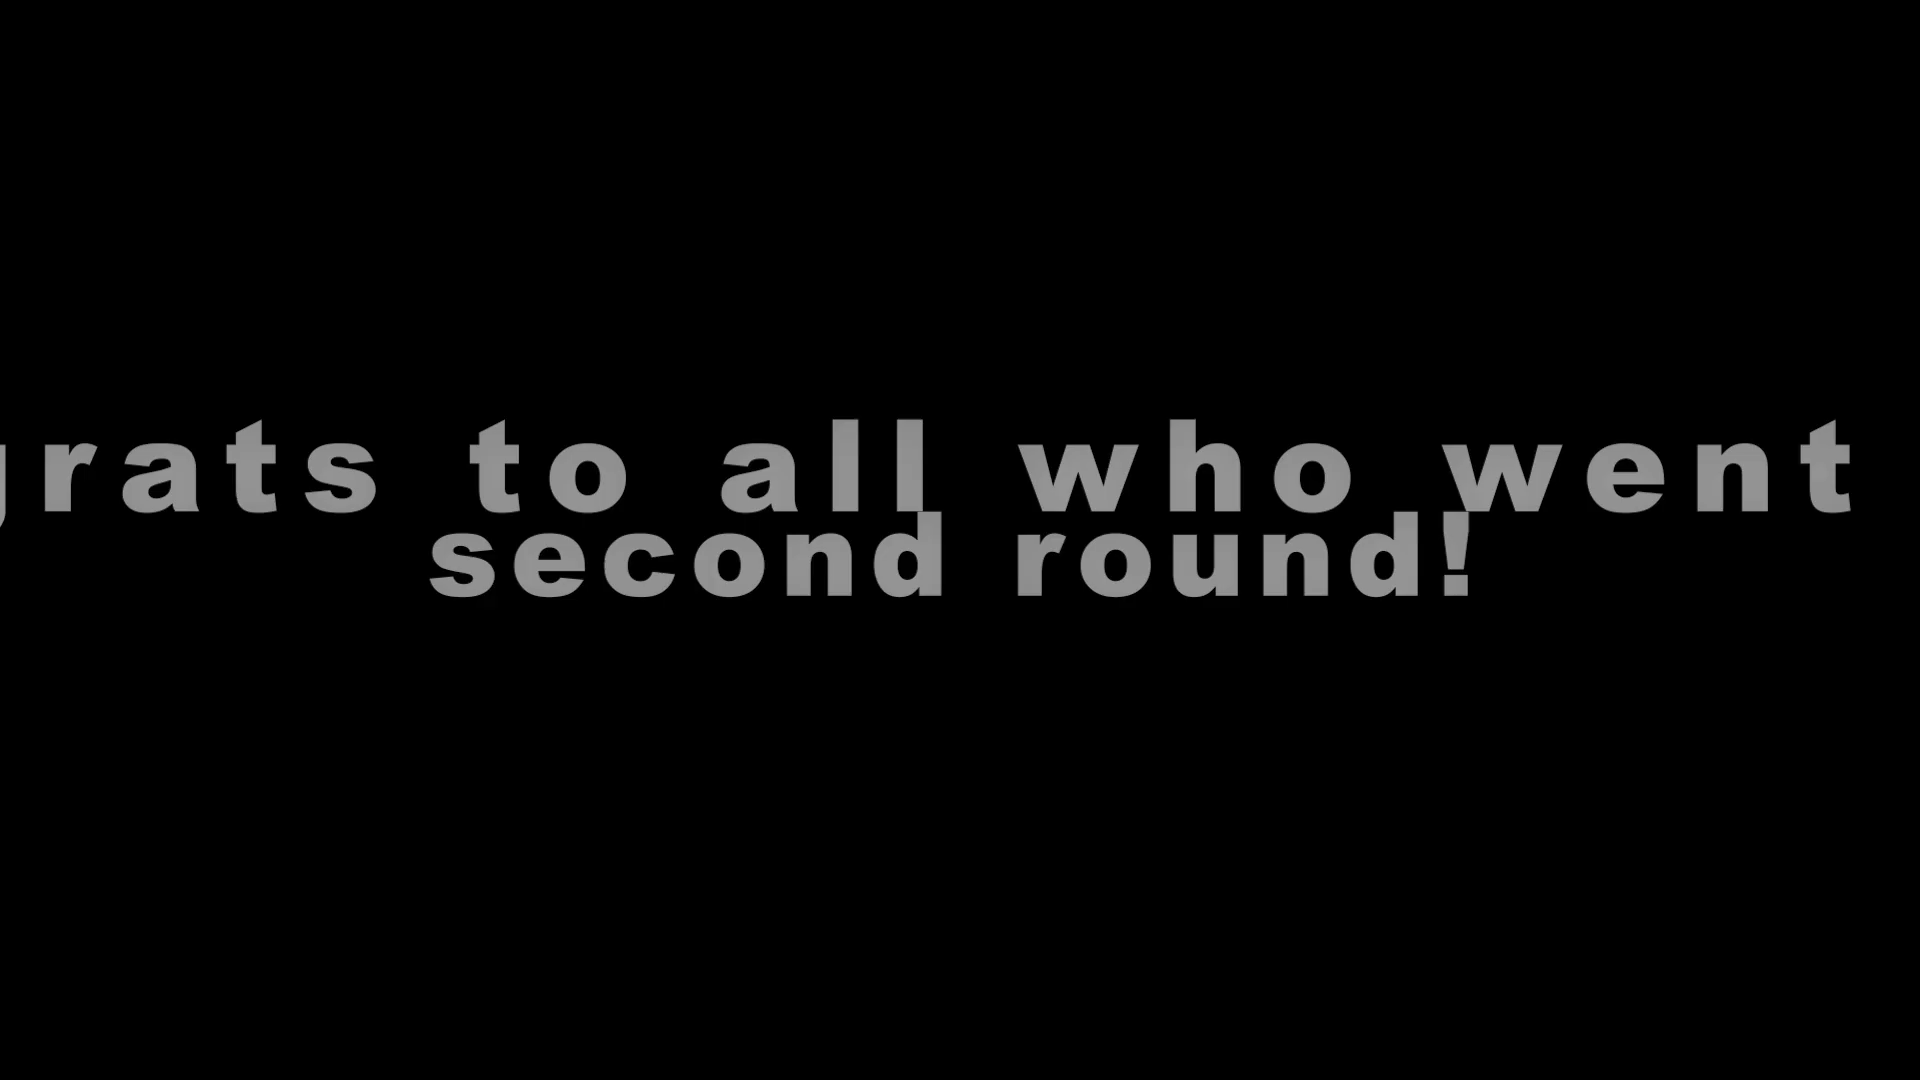 grats to all who went
second round!